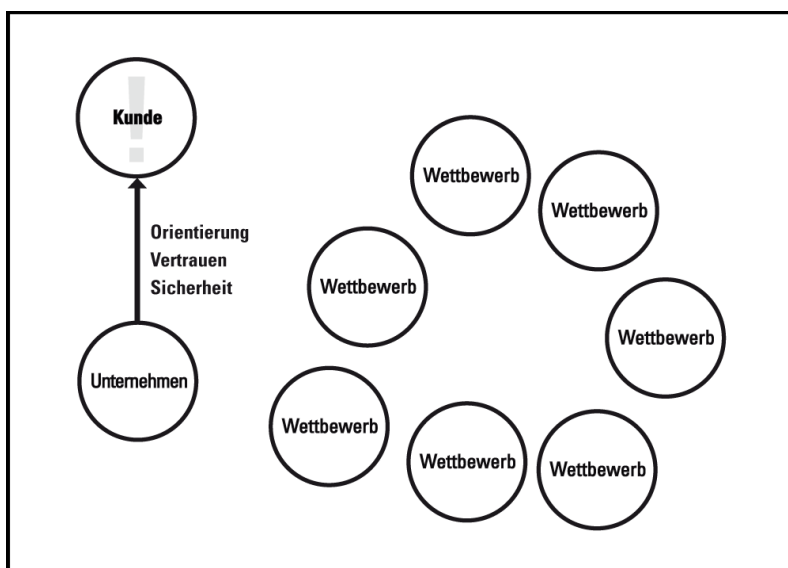 !
Kunde
Orientierung
Vertrauen
Sicherheit
Unternehmen
Wettbewerb
Wettbewerb
Wettbewerb
Wettbewerb
Wettbewerb
Wettbewerb
Wettbewerb